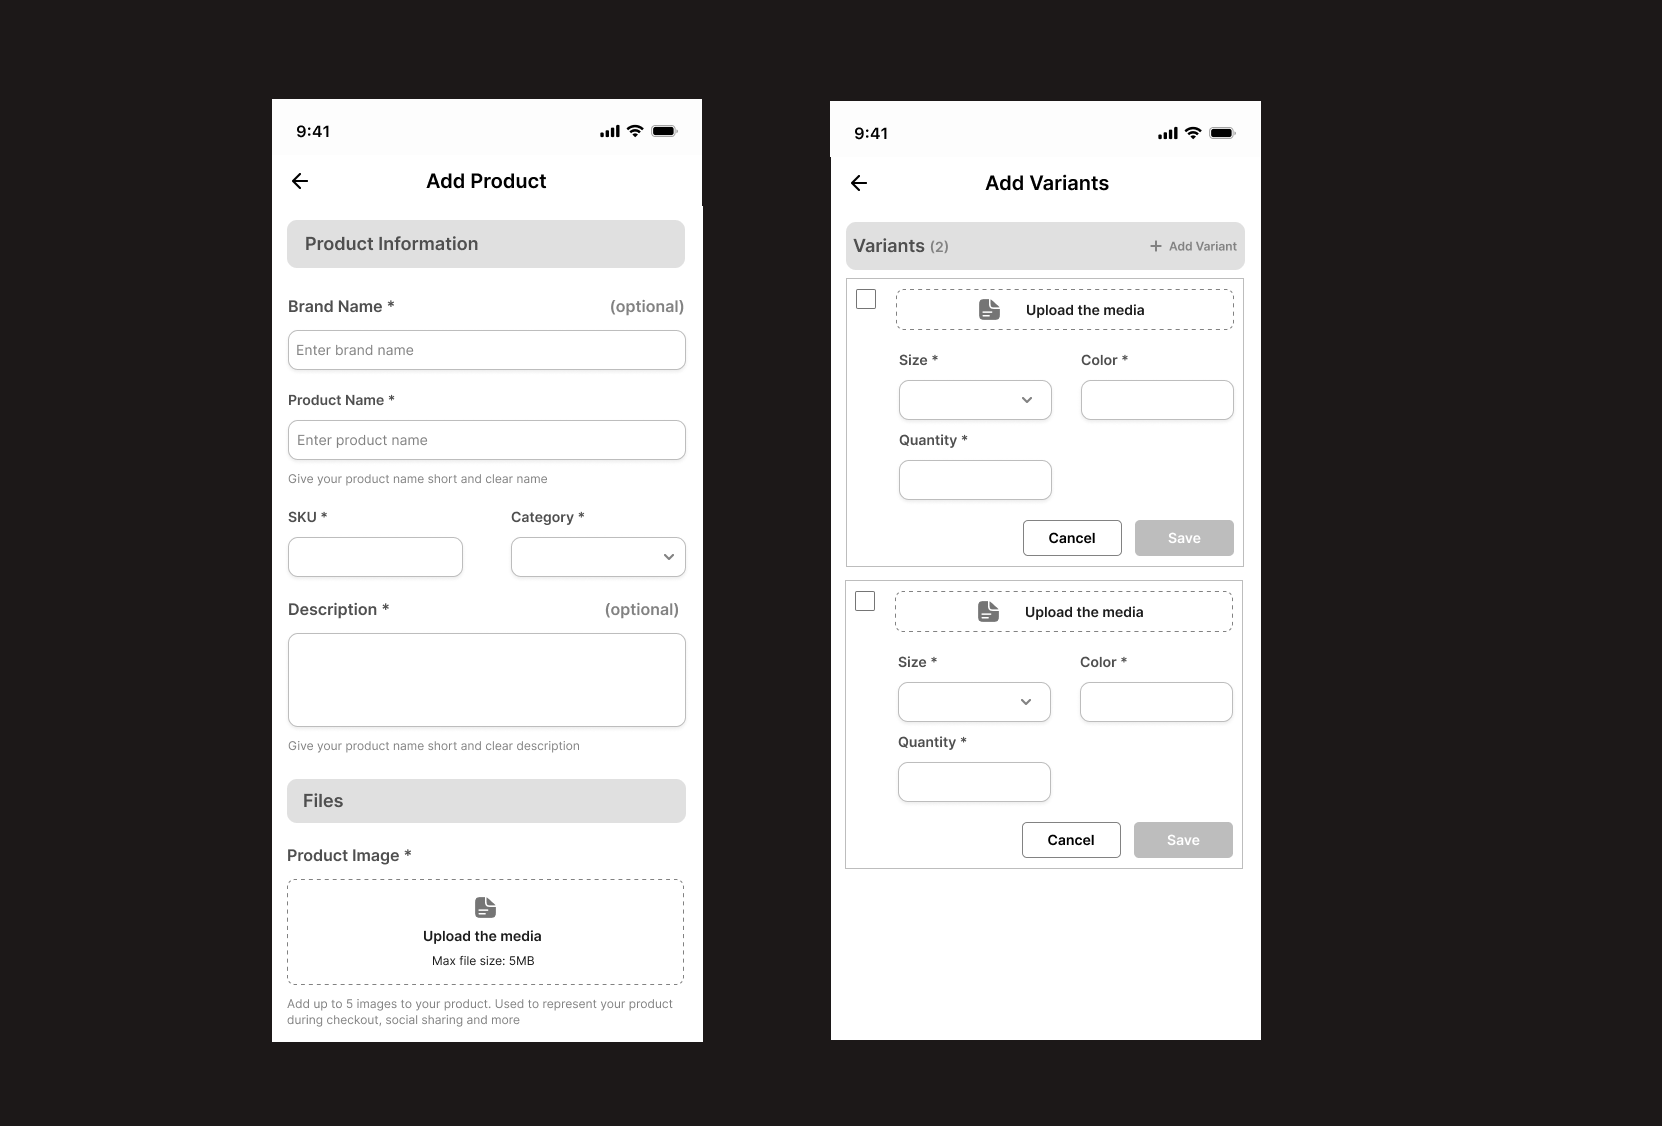 9:41
Add Product
Product Information
Brand Name * (optional)
Enter brand name
Product Name *
Enter product name
Give your product name short and clear name
SKU * Category *
Description * (optional)
Give your product name short and clear description
Files
Product Image *
Upload the media
Max file size: 5MB
Add up to 5 images to your product. Used to represent your product
during checkout, social sharing and more
9:41
Add Variants
Variants (2) + Add Variant
Upload the media
Size * Color *
Quantity *
Cancel Save
Upload the media
Size * Color *
Quantity *
Cancel Save